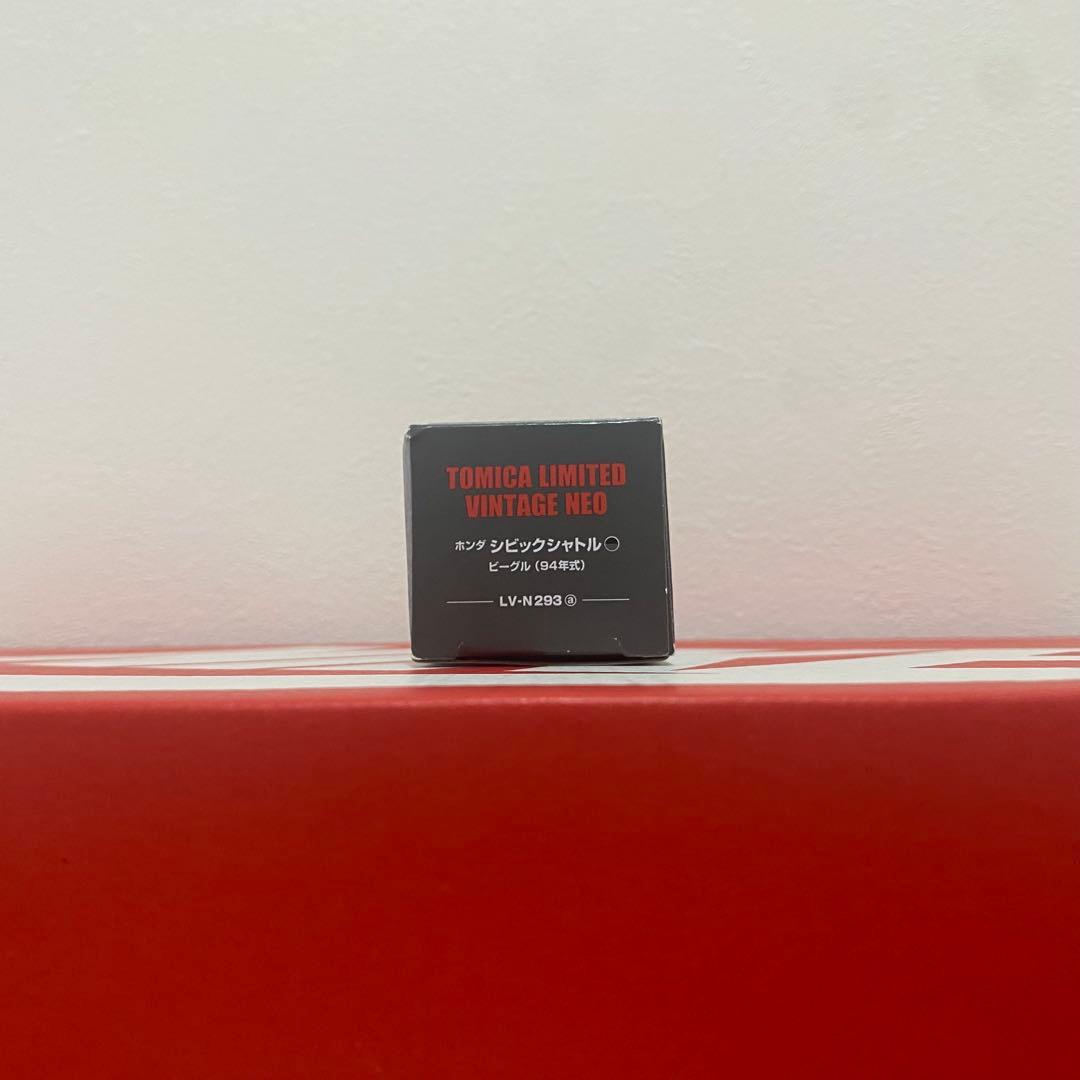 TOMICA LIMITED
VINTAGE NEO
ホンダ シビックシャトル
ビーグル (94年式)
LV-N293ⓐ